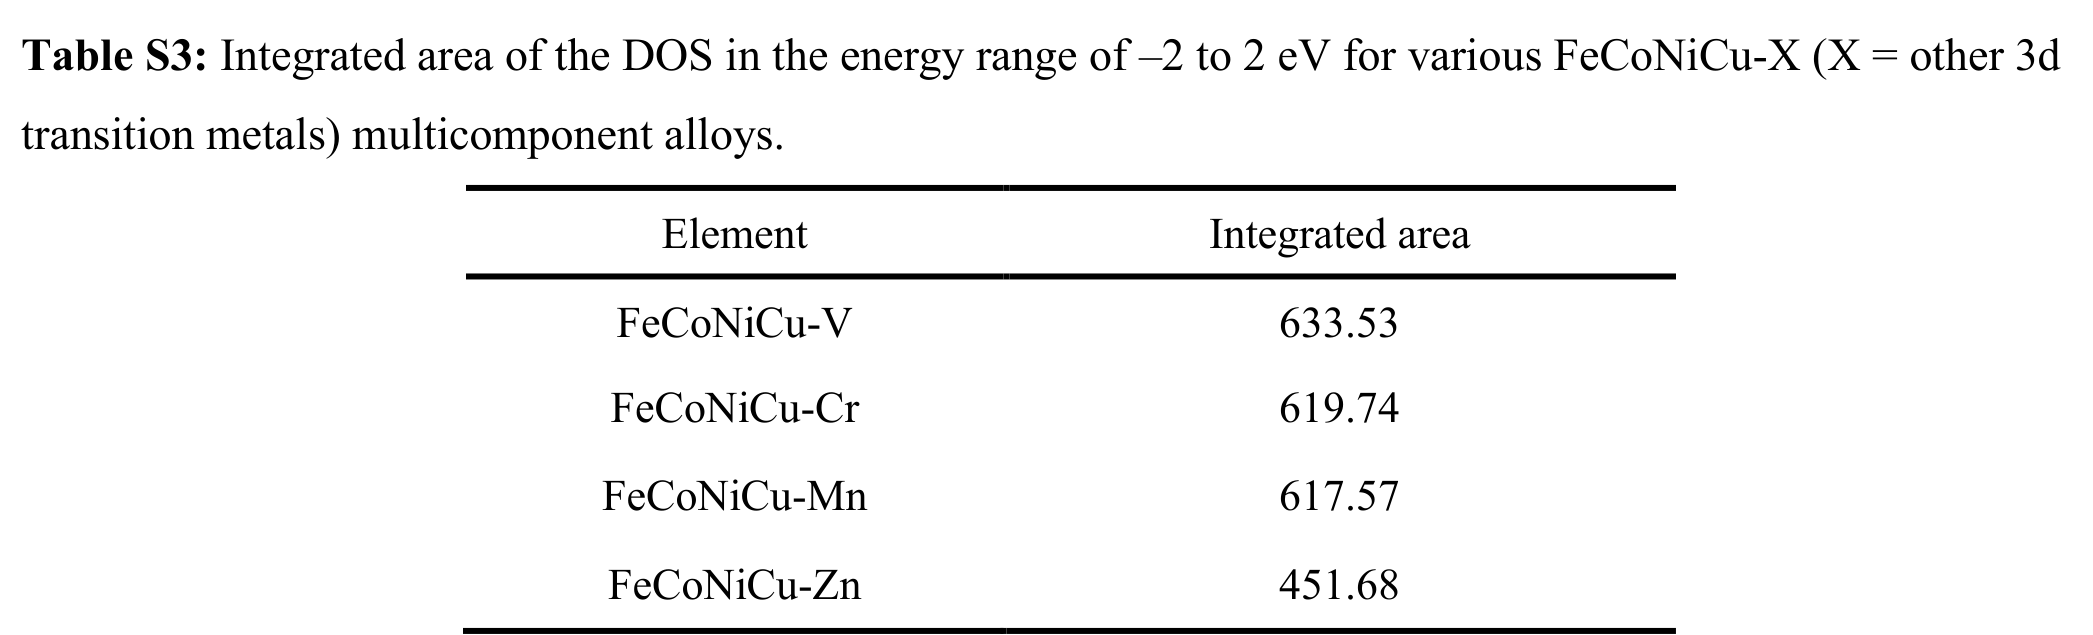 Table S3: Integrated area of the DOS in the energy range of –2 to 2 eV for various FeCoNiCu-X (X = other 3d
transition metals) multicomponent alloys.
Element Integrated area
FeCoNiCu-V 633.53
FeCoNiCu-Cr 619.74
FeCoNiCu-Mn 617.57
FeCoNiCu-Zn 451.68